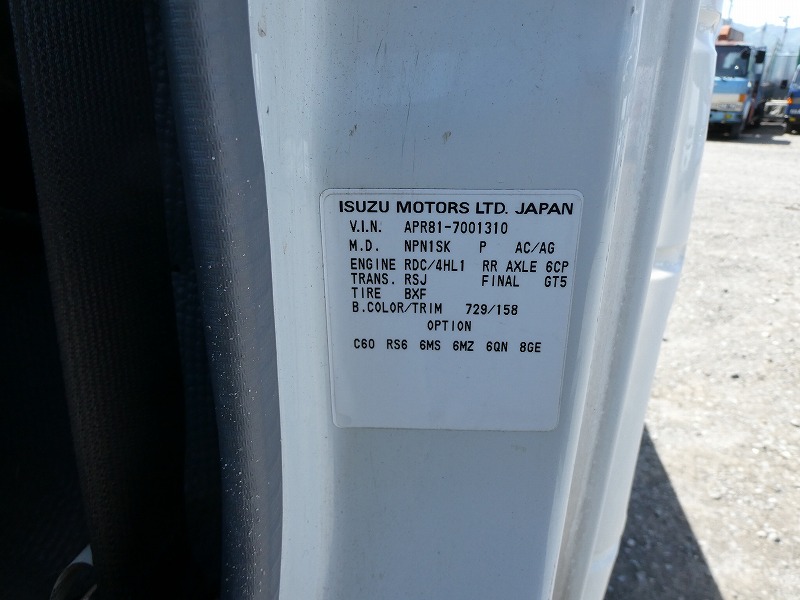 ISUZU MOTORS LTD. JAPAN
V.I.N. APR81-7001310
M.D. NPN1SK P AC/AG
ENGINE RDC/4HL1 RR AXLE 6CP
TRANS. RSJ FINAL GT5
TIRE BXF
B.COLOR/TRIM 729/158
OPTION
C60 RS6 6MS 6MZ 6QN 8GE